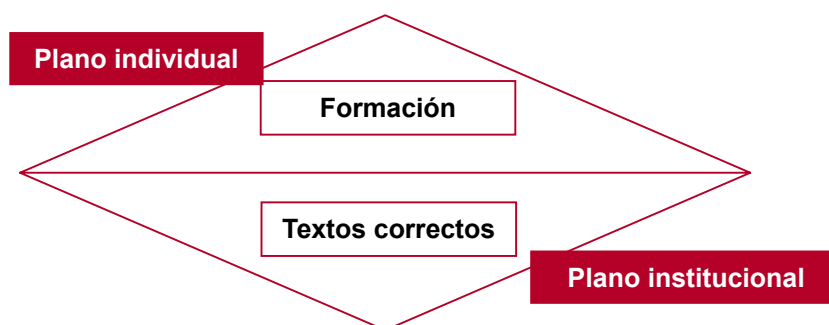 Plano individual
Formación
Textos correctos
Plano institucional